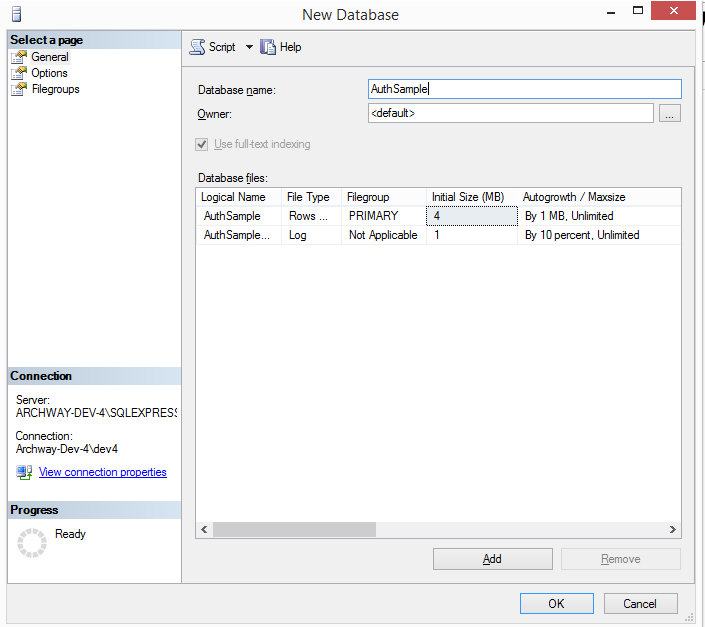 New Database
Select a page
General
Options
Filegroups
Script Help
Database name: AuthSample
Owner: <default> ...
Use full-text indexing
Database files:
Logical Name File Type Filegroup Initial Size (MB) Autogrowth / Maxsize
AuthSample Rows ... PRIMARY 4 By 1 MB, Unlimited
AuthSample... Log Not Applicable 1 By 10 percent, Unlimited
Connection
Server:
ARCHWAY-DEV-4\SQLEXPRESS
Connection:
Archway-Dev-4\dev4
View connection properties
Progress
Ready
Add Remove
OK Cancel